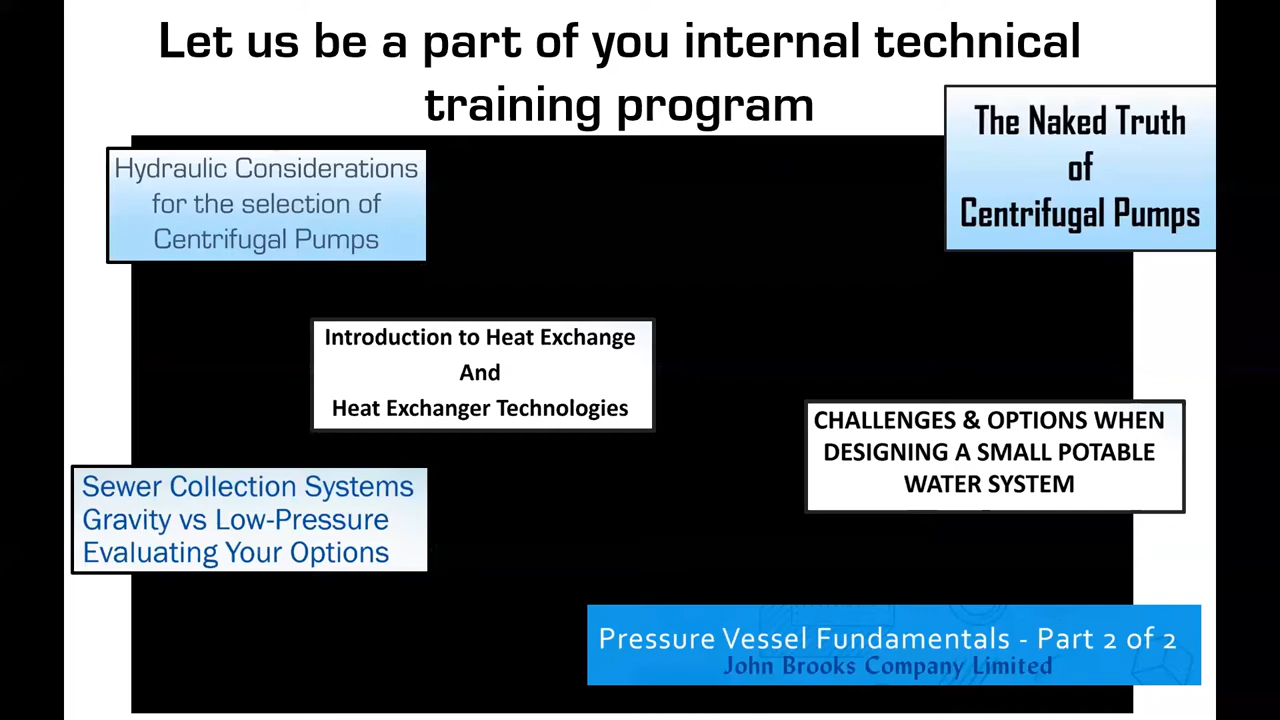 Let us be a part of you internal technical
training program
The Naked Truth
of
Centrifugal Pumps
Hydraulic Considerations
for the selection of
Centrifugal Pumps
Introduction to Heat Exchange
And
Heat Exchanger Technologies
CHALLENGES & OPTIONS WHEN
DESIGNING A SMALL POTABLE
WATER SYSTEM
Sewer Collection Systems
Gravity vs Low-Pressure
Evaluating Your Options
Pressure Vessel Fundamentals - Part 2 of 2
John Brooks Company Limited